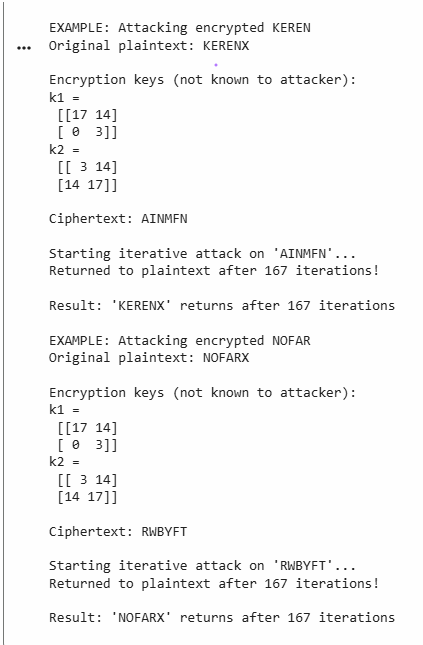 EXAMPLE: Attacking encrypted KEREN
Original plaintext: KERENX
Encryption keys (not known to attacker):
k1 =
[[17 14]
[ 0  3]]
k2 =
[[ 3 14]
[14 17]]
Ciphertext: AINMFN
Starting iterative attack on 'AINMFN'...
Returned to plaintext after 167 iterations!
Result: 'KERENX' returns after 167 iterations
EXAMPLE: Attacking encrypted NOFAR
Original plaintext: NOFARX
Encryption keys (not known to attacker):
k1 =
[[17 14]
[ 0  3]]
k2 =
[[ 3 14]
[14 17]]
Ciphertext: RWBYFT
Starting iterative attack on 'RWBYFT'...
Returned to plaintext after 167 iterations!
Result: 'NOFARX' returns after 167 iterations